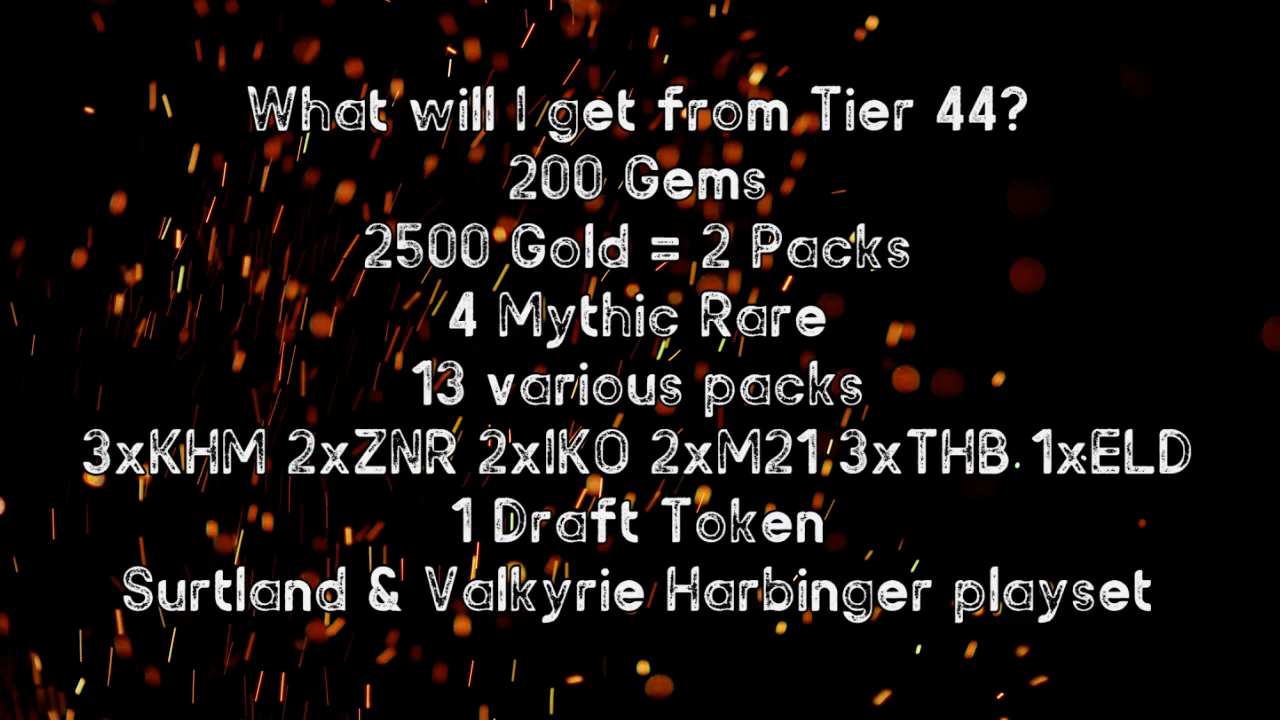 What will I get from Tier 44?
200 Gems
2500 Gold = 2 Packs
4 Mythic Rare
13 various packs
3xKHM 2xZNR 2xIKO 2xM21 3xTHB 1xELD
1 Draft Token
Surtland & Valkyrie Harbinger playset